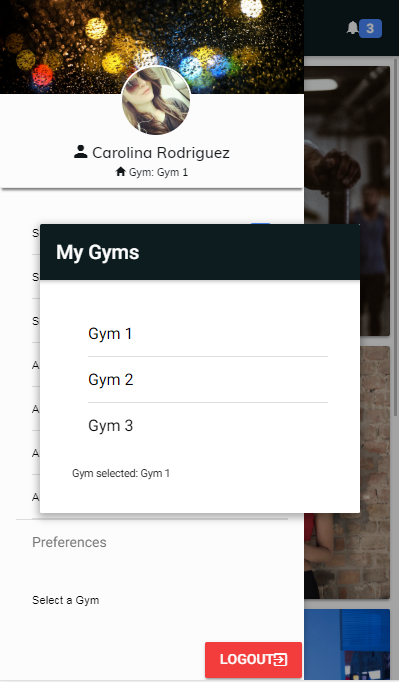 3
Carolina Rodriguez
Gym: Gym 1
S
My Gyms
S
S
Gym 1
A
Gym 2
A
Gym 3
A
Gym selected: Gym 1
A
Preferences
Select a Gym
LOGOUT